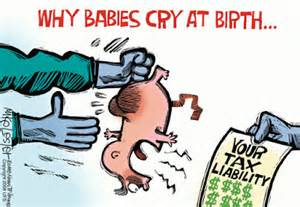 WHY BABIES CRY AT BIRTH...
YOUR
TAX
LIABILITY
$$$$
$$$$